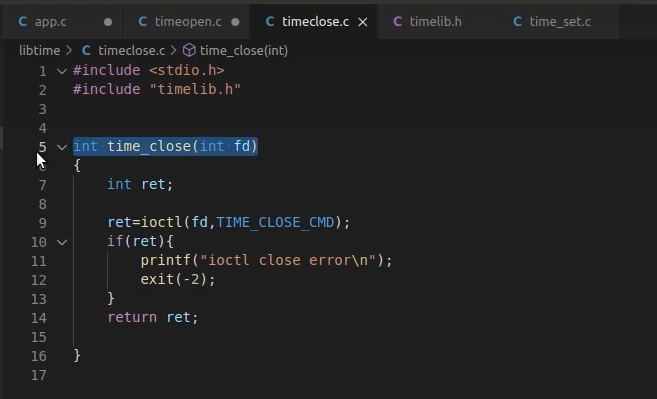 app.c timeopen.c timeclose.c timelib.h time_set.c
libtime > timeclose.c > time_close(int)
1 #include <stdio.h>
2 #include "timelib.h"
3
4
5 int time_close(int fd)
6 {
7 int ret;
8
9 ret=ioctl(fd,TIME_CLOSE_CMD);
10 if(ret){
11 printf("ioctl close error\n");
12 exit(-2);
13 }
14 return ret;
15
16 }
17